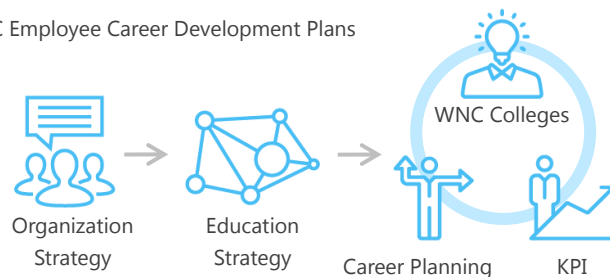 C Employee Career Development Plans
WNC Colleges
Organization
Strategy
Education
Strategy
Career Planning
KPI